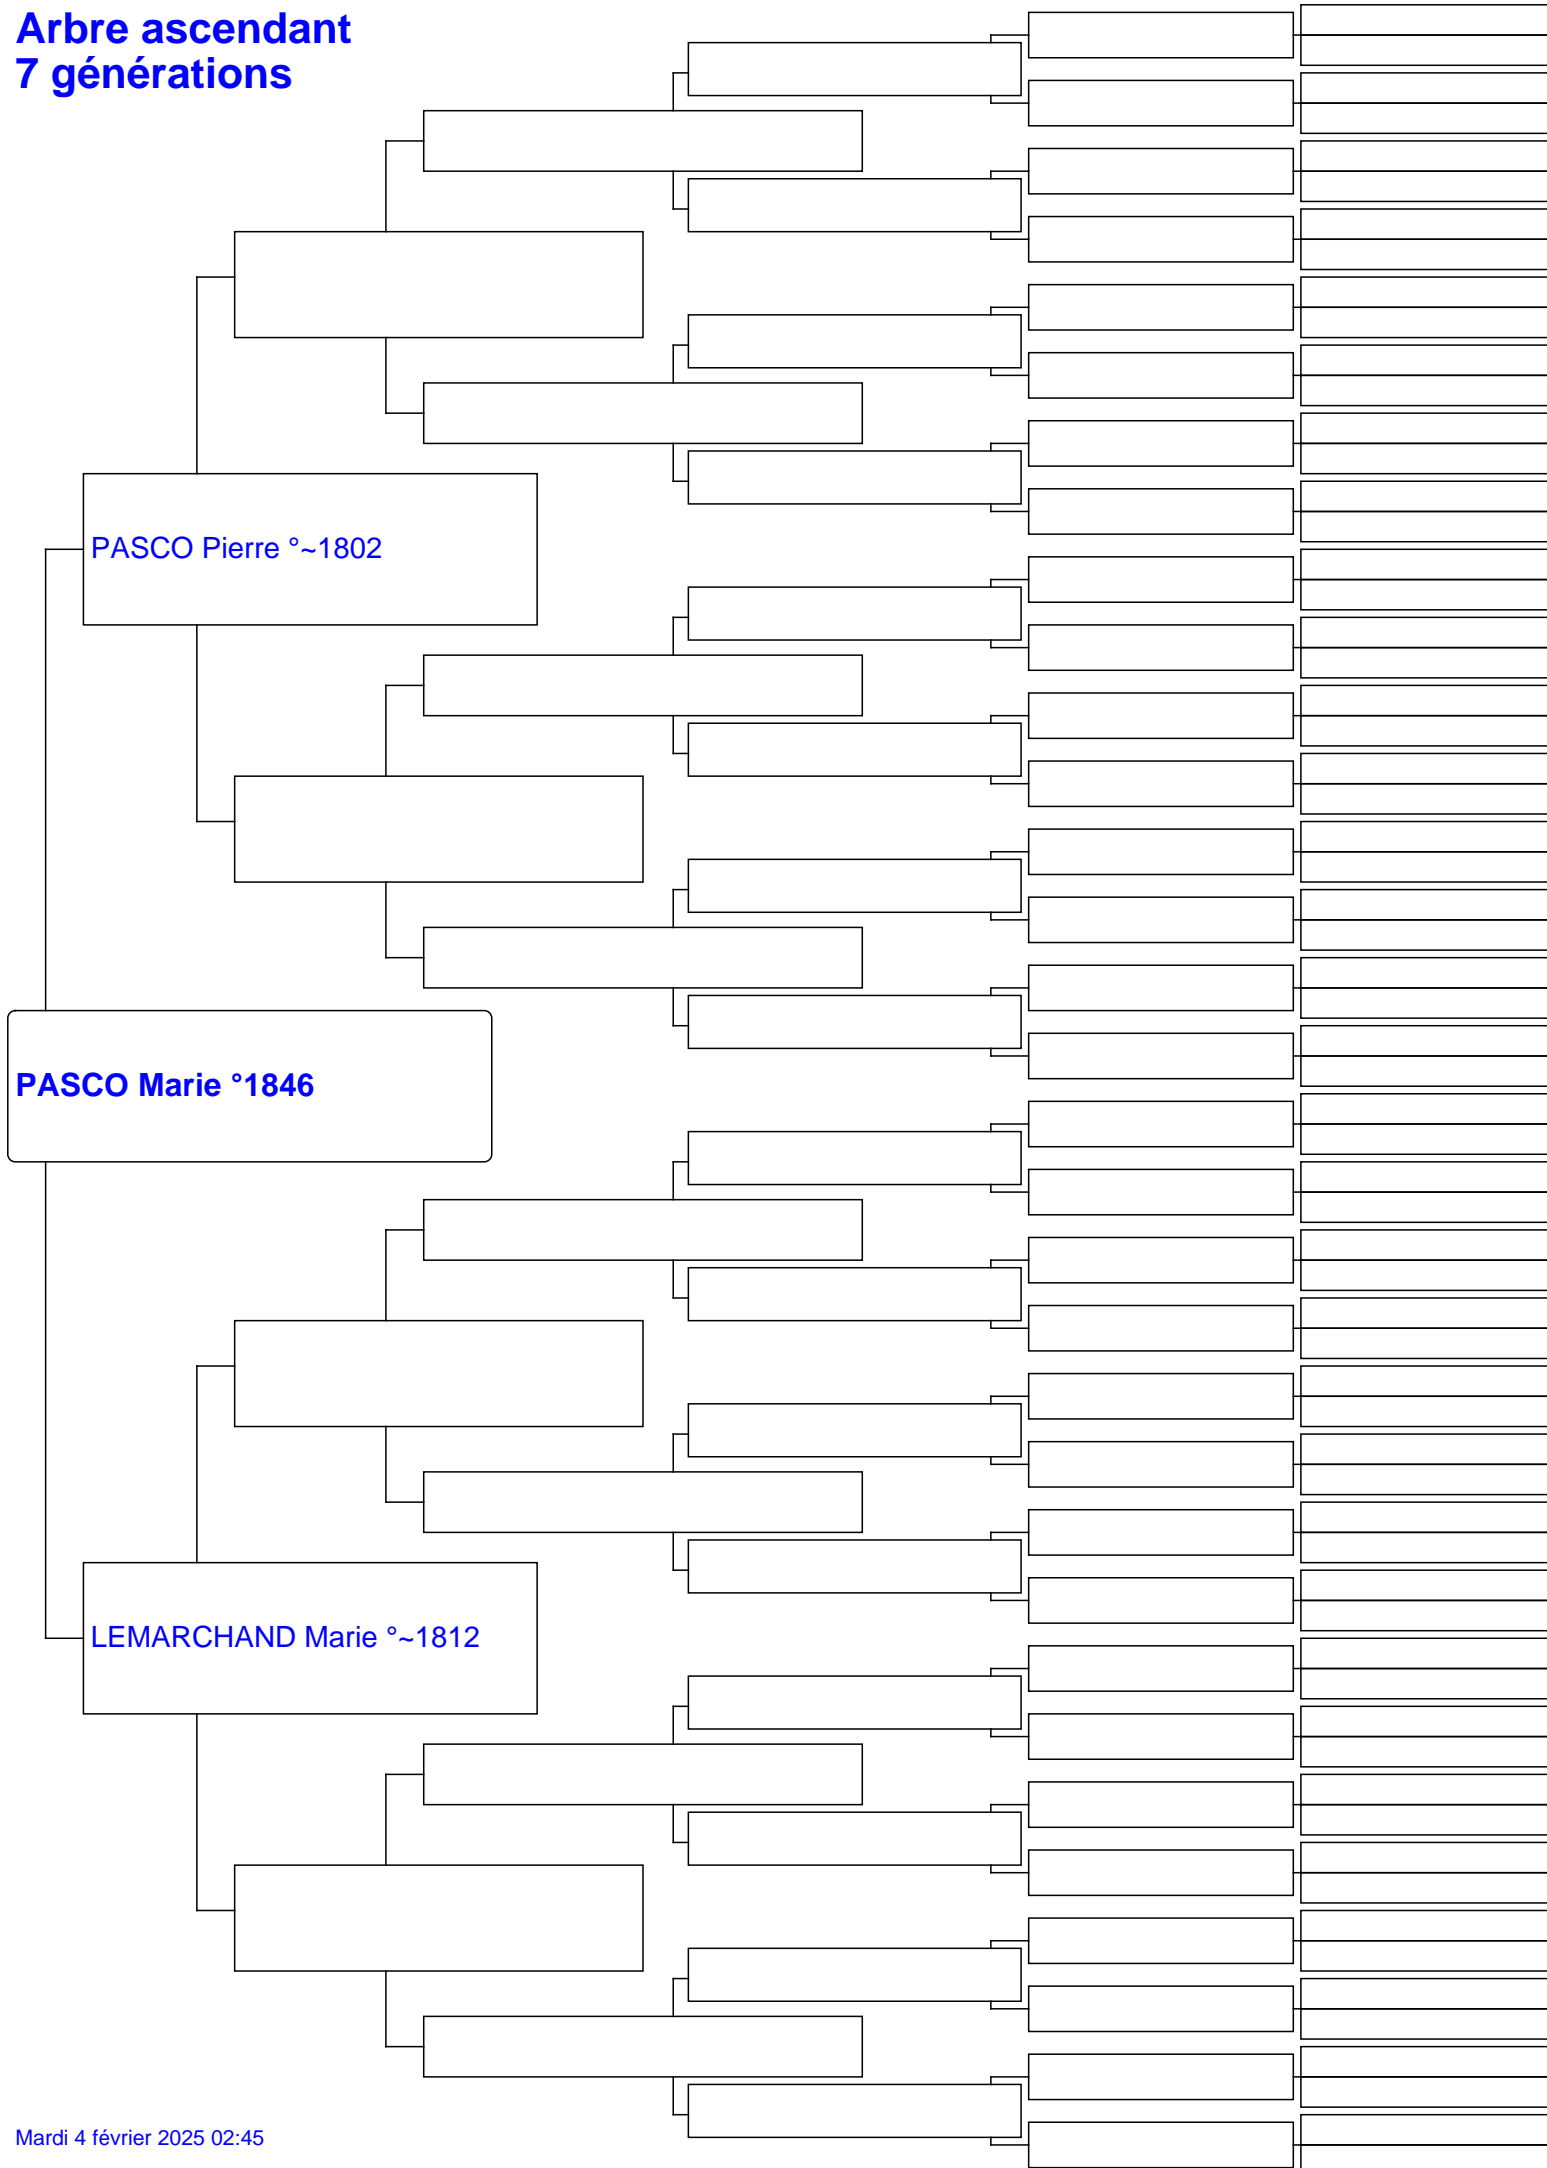 Arbre ascendant
7 générations
PASCO Pierre °~1802
PASCO Marie °1846
LEMARCHAND Marie °~1812
Mardi 4 février 2025 02:45